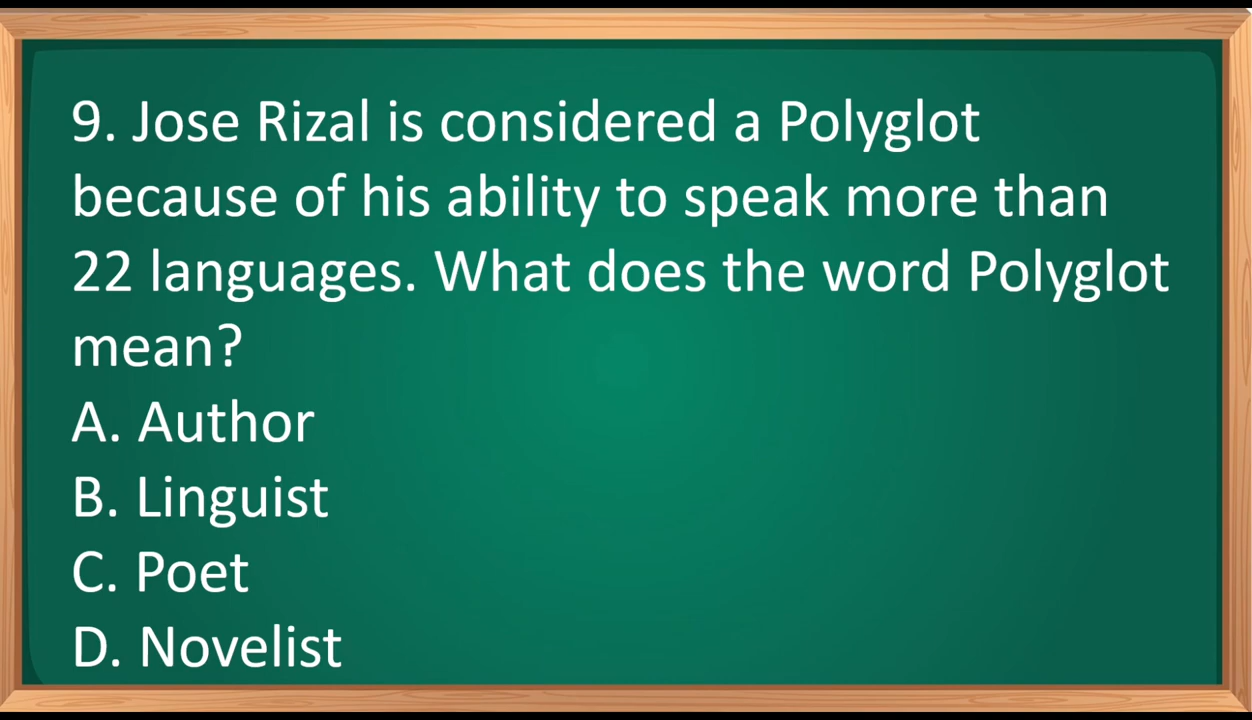 9. Jose Rizal is considered a Polyglot
because of his ability to speak more than
22 languages. What does the word Polyglot
mean?
A. Author
B. Linguist
C. Poet
D. Novelist